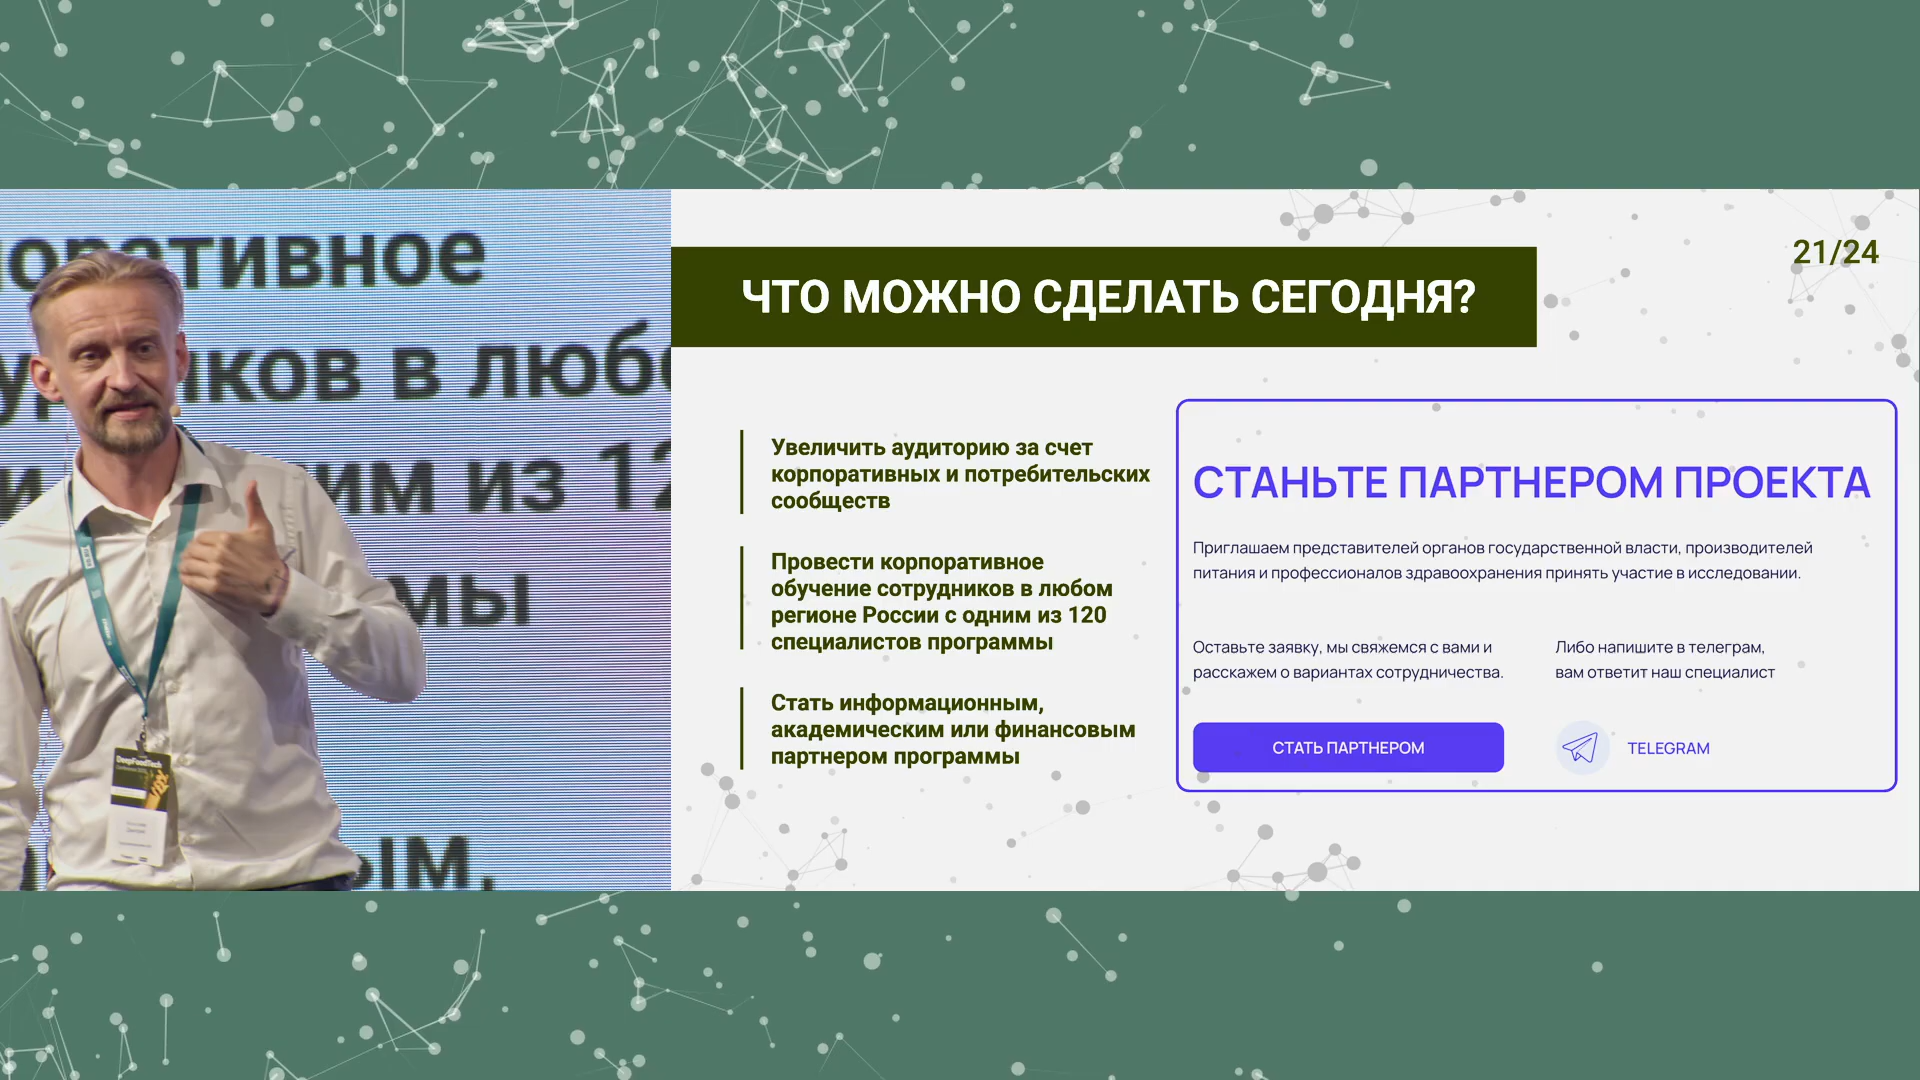 оративное
ков в любо
им из 12
мы
ым,
DeepFoodTech
21/24
ЧТО МОЖНО СДЕЛАТЬ СЕГОДНЯ?
Увеличить аудиторию за счет
корпоративных и потребительских
сообществ
Провести корпоративное
обучение сотрудников в любом
регионе России с одним из 120
специалистов программы
Стать информационным,
академическим или финансовым
партнером программы
СТАНЬТЕ ПАРТНЕРОМ ПРОЕКТА
Приглашаем представителей органов государственной власти, производителей
питания и профессионалов здравоохранения принять участие в исследовании.
Оставьте заявку, мы свяжемся с вами и
расскажем о вариантах сотрудничества.
СТАТЬ ПАРТНЕРОМ
Либо напишите в телеграм,
вам ответит наш специалист
TELEGRAM